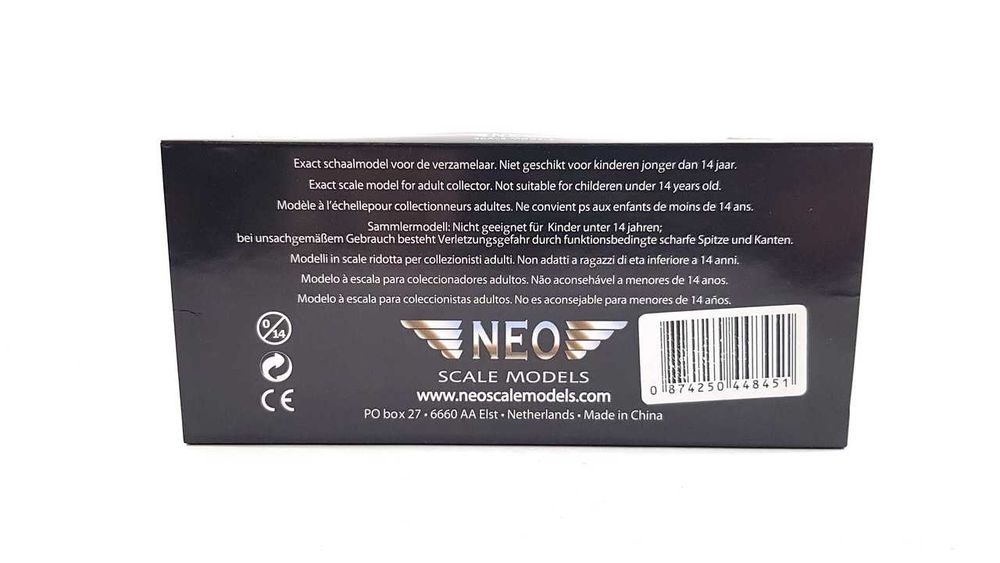 Exact schaalmodel voor de verzamelaar. Niet geschikt voor kinderen jonger dan 14 jaar.
Exact scale model for adult collector. Not suitable for childeren under 14 years old.
Modèle à l'échellepour collectionneurs adultes. Ne convient ps aux enfants de moins de 14 ans.
Sammlermodell: Nicht geeignet für Kinder unter 14 jahren;
bei unsachgemäßem Gebrauch besteht Verletzungsgefahr durch funktionsbedingte scharfe Spitze und Kanten.
Modelli in scale ridotta per collezionisti adulti. Non adatti a ragazzi di eta inferiore a 14 anni.
Modelo à escala para coleccionadores adultos. Não aconsehável a menores de 14 anos.
Modelo à escala para coleccionistas adultos. No es aconsejable para menores de 14 años.
0/14
NEO
SCALE MODELS
www.neoscalemodels.com
PO box 27 • 6660 AA Elst • Netherlands • Made in China
CE
0 874250 448451